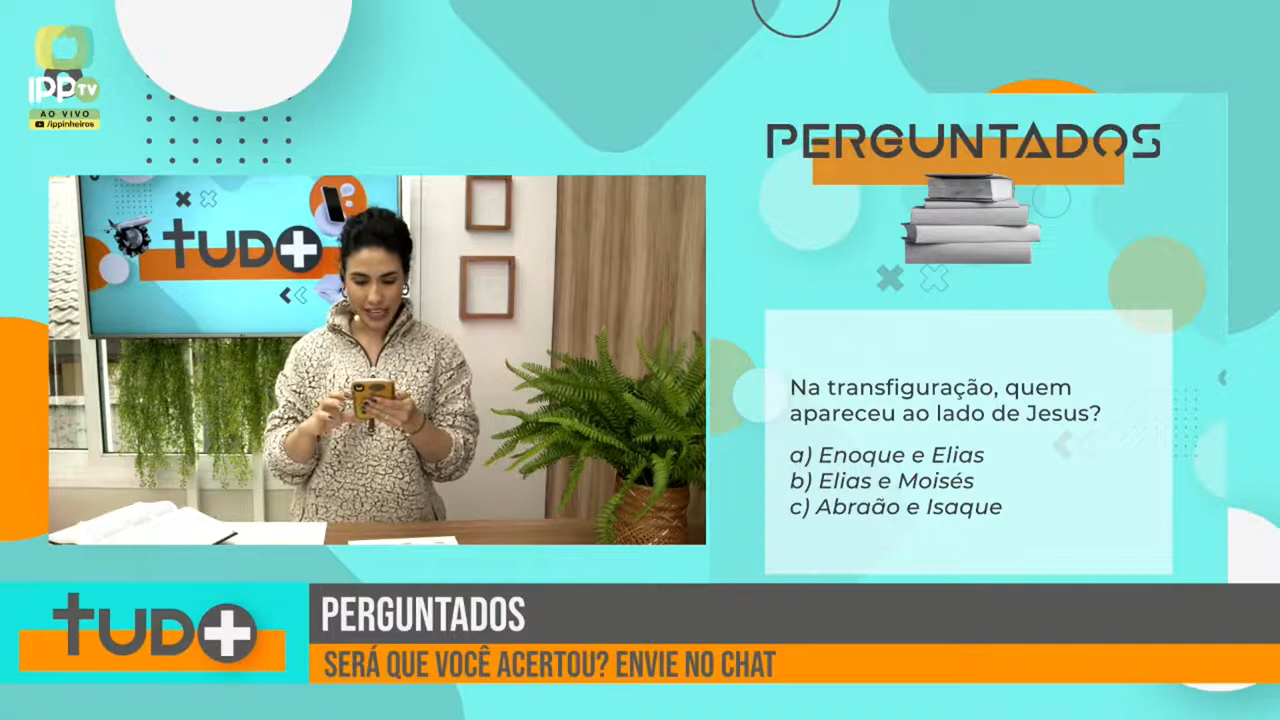 IPP TV
AO VIVO
/ippinheiros
TUDO
PERGUNTADOS
Na transfiguração, quem
apareceu ao lado de Jesus?
a) Enoque e Elias
b) Elias e Moisés
c) Abraão e Isaque
TUDO
PERGUNTADOS
SERÁ QUE VOCÊ ACERTOU? ENVIE NO CHAT